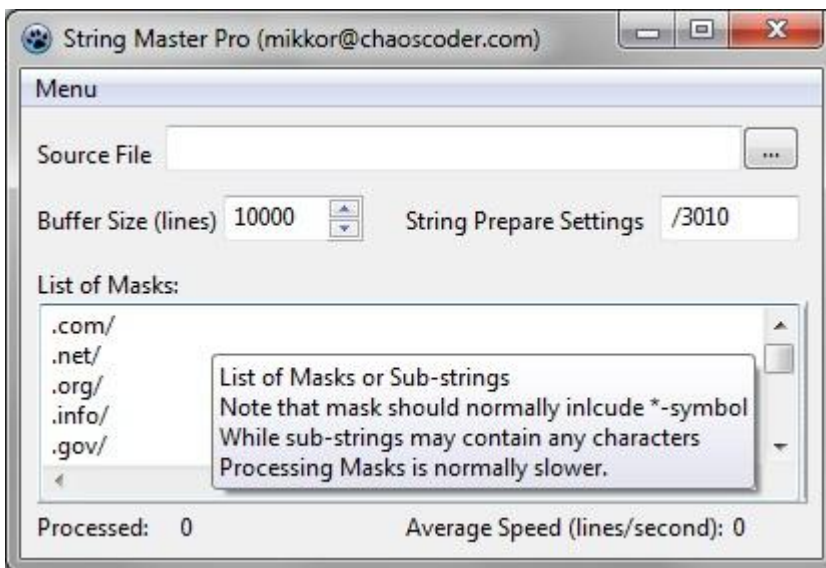 String Master Pro (mikkor@chaoscoder.com)
Menu
Source File
...
Buffer Size (lines) 10000 String Prepare Settings /3010
List of Masks:
.com/
.net/
.org/
.info/
.gov/
List of Masks or Sub-strings
Note that mask should normally inlcude *-symbol
While sub-strings may contain any characters
Processing Masks is normally slower.
Processed: 0 Average Speed (lines/second): 0